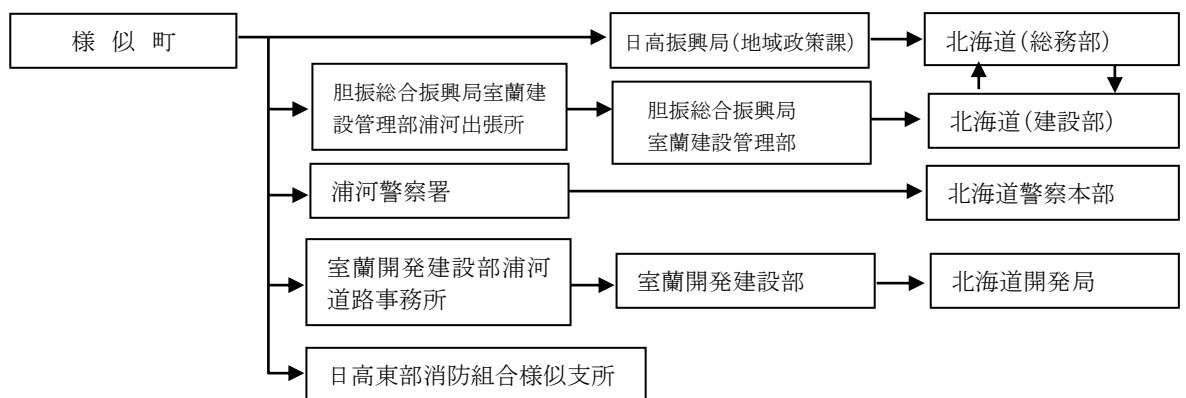 様 似 町
日高振興局(地域政策課)
北海道(総務部)
胆振総合振興局室蘭建
設管理部浦河出張所
胆振総合振興局
室蘭建設管理部
北海道(建設部)
浦河警察署
北海道警察本部
室蘭開発建設部浦河
道路事務所
室蘭開発建設部
北海道開発局
日高東部消防組合様似支所